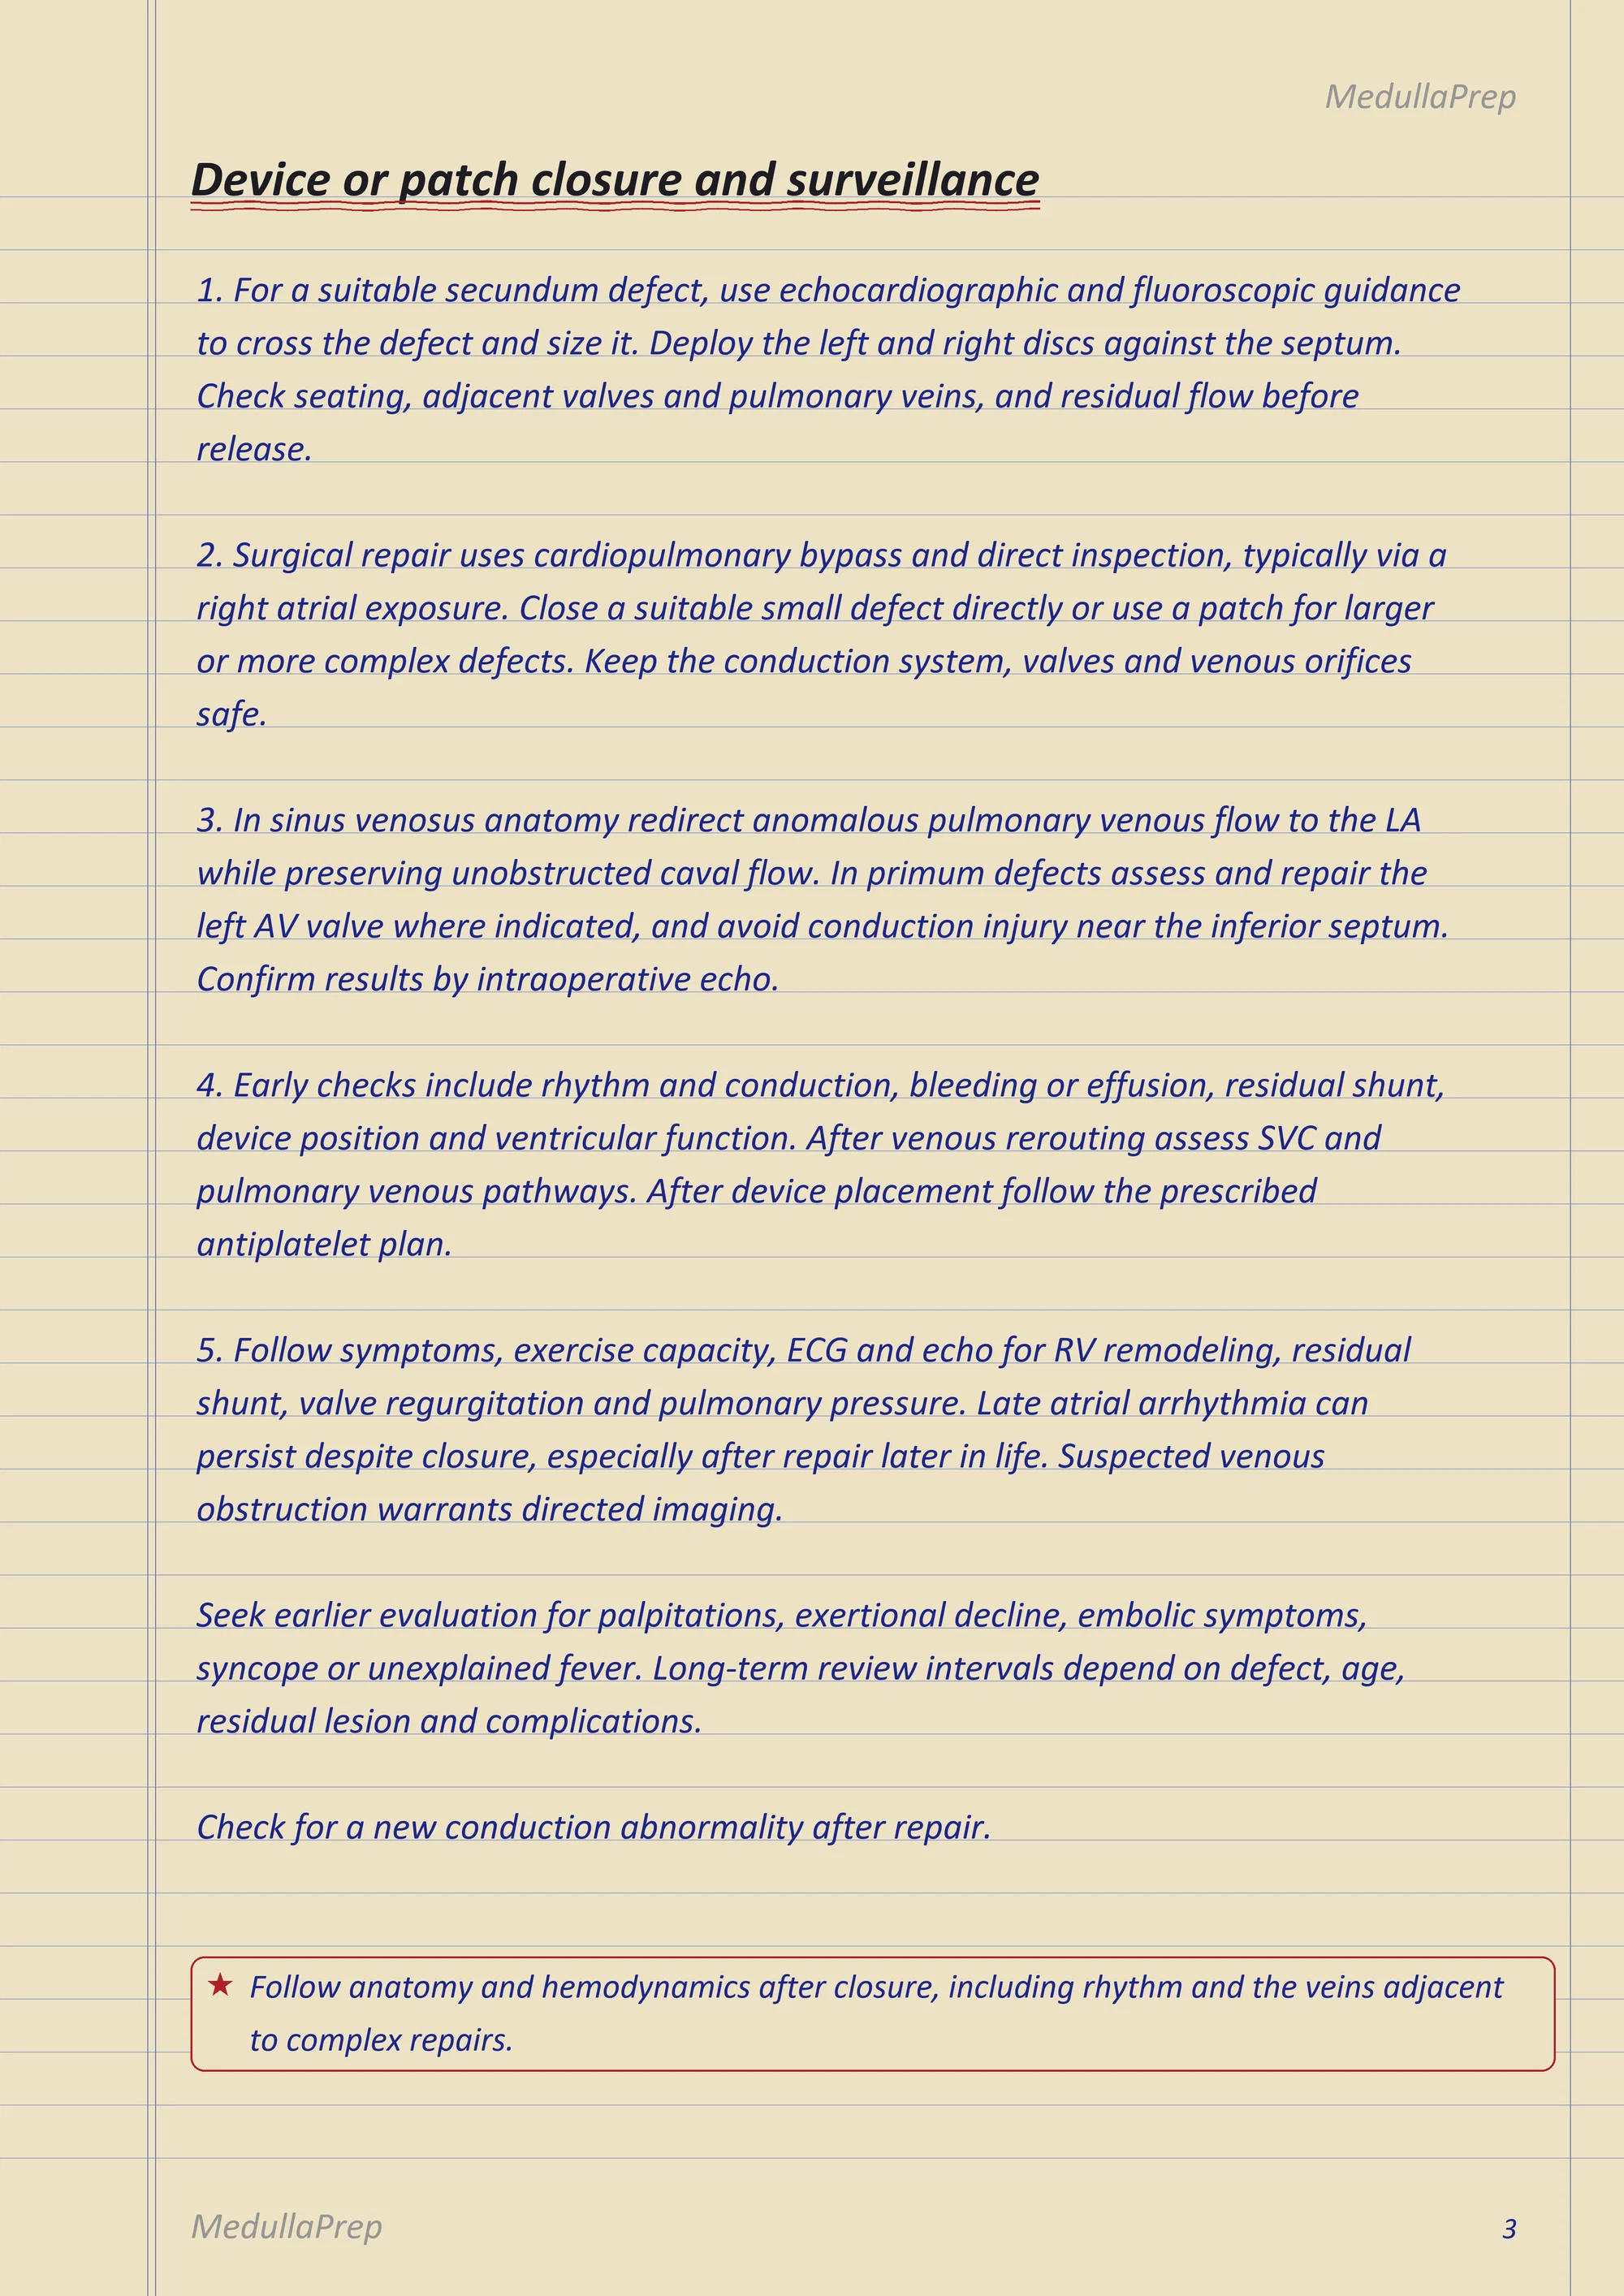 MedullaPrep
Device or patch closure and surveillance
1. For a suitable secundum defect, use echocardiographic and fluoroscopic guidance
to cross the defect and size it. Deploy the left and right discs against the septum.
Check seating, adjacent valves and pulmonary veins, and residual flow before
release.
2. Surgical repair uses cardiopulmonary bypass and direct inspection, typically via a
right atrial exposure. Close a suitable small defect directly or use a patch for larger
or more complex defects. Keep the conduction system, valves and venous orifices
safe.
3. In sinus venosus anatomy redirect anomalous pulmonary venous flow to the LA
while preserving unobstructed caval flow. In primum defects assess and repair the
left AV valve where indicated, and avoid conduction injury near the inferior septum.
Confirm results by intraoperative echo.
4. Early checks include rhythm and conduction, bleeding or effusion, residual shunt,
device position and ventricular function. After venous rerouting assess SVC and
pulmonary venous pathways. After device placement follow the prescribed
antiplatelet plan.
5. Follow symptoms, exercise capacity, ECG and echo for RV remodeling, residual
shunt, valve regurgitation and pulmonary pressure. Late atrial arrhythmia can
persist despite closure, especially after repair later in life. Suspected venous
obstruction warrants directed imaging.
Seek earlier evaluation for palpitations, exertional decline, embolic symptoms,
syncope or unexplained fever. Long-term review intervals depend on defect, age,
residual lesion and complications.
Check for a new conduction abnormality after repair.
★ Follow anatomy and hemodynamics after closure, including rhythm and the veins adjacent
to complex repairs.
MedullaPrep
3